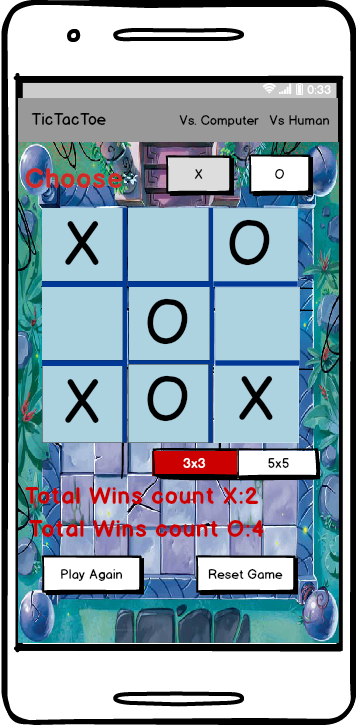 0:33
TicTacToe Vs. Computer Vs Human
Choose X O
X O
O
X O X
3x3 5x5
Total Wins count X:2
Total Wins count O:4
Play Again Reset Game